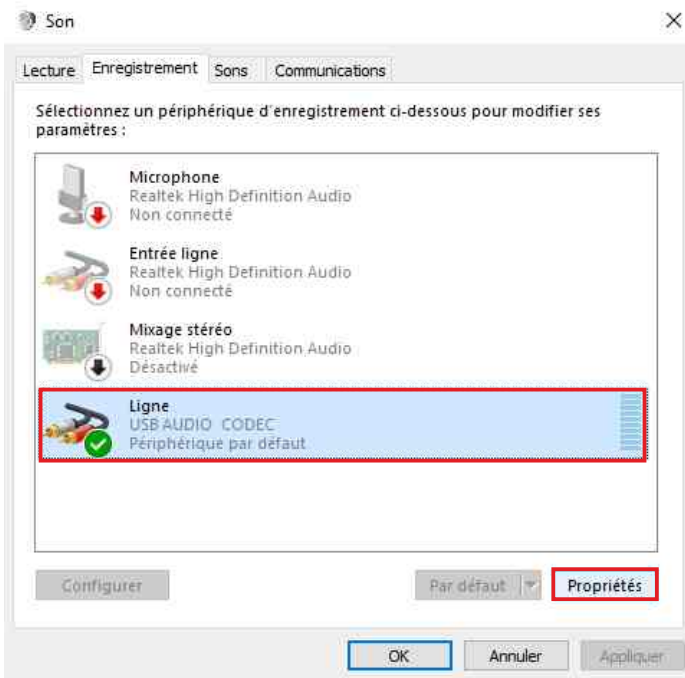 Son
Lecture Enregistrement Sons Communications
Sélectionnez un périphérique d'enregistrement ci-dessous pour modifier ses
paramètres :
Microphone
Realtek High Definition Audio
Non connecté
Entrée ligne
Realtek High Definition Audio
Non connecté
Mixage stéréo
Realtek High Definition Audio
Désactivé
Ligne
USB AUDIO CODEC
Périphérique par défaut
Configurer Par défaut Propriétés
OK Annuler Appliquer